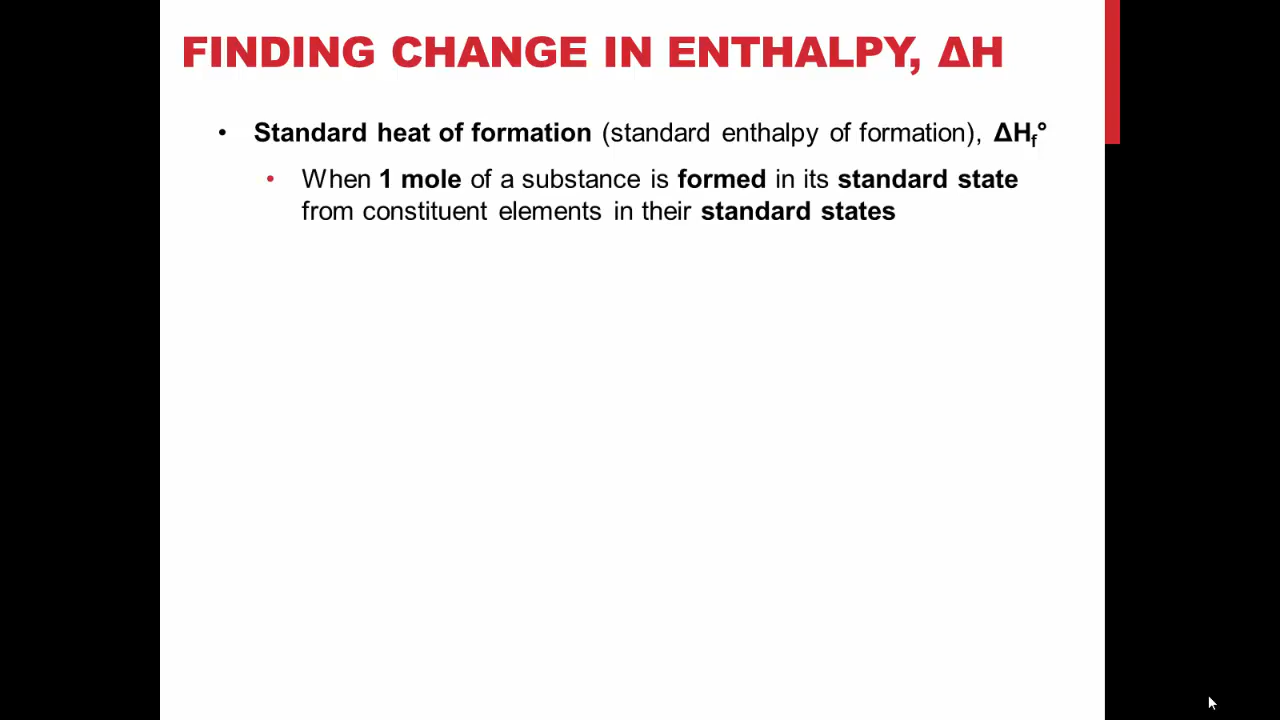 FINDING CHANGE IN ENTHALPY, ΔH
• Standard heat of formation (standard enthalpy of formation), ΔHf°
• When 1 mole of a substance is formed in its standard state
from constituent elements in their standard states